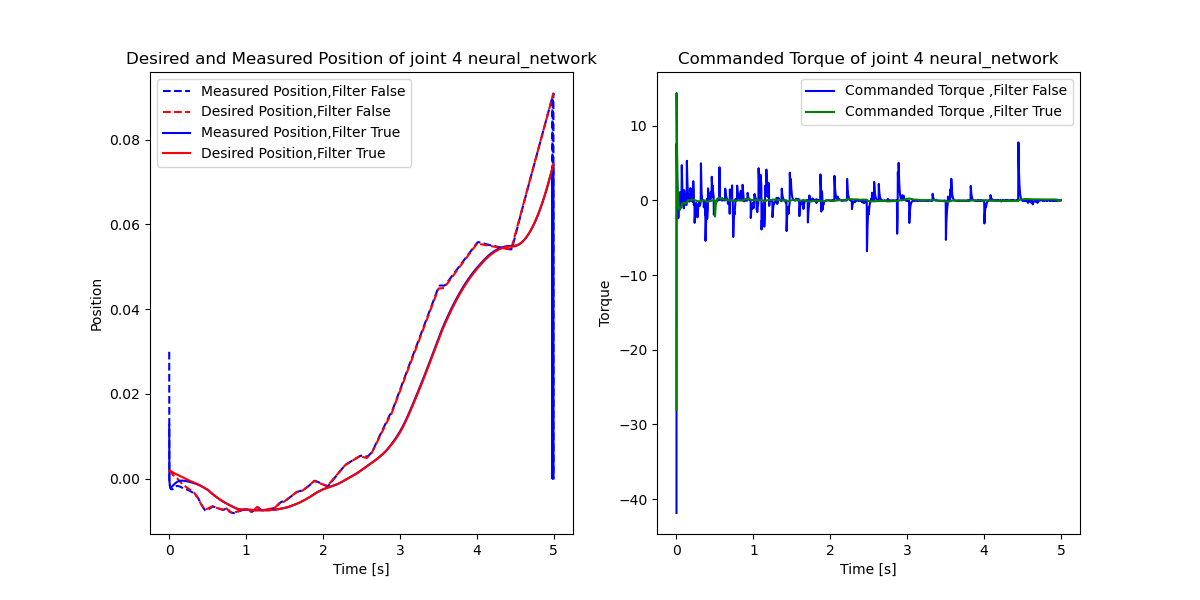 Desired and Measured Position of joint 4 neural_network
Measured Position,Filter False
Desired Position,Filter False
Measured Position,Filter True
Desired Position,Filter True
0.08
0.06
0.04
0.02
0.00
Position
0 1 2 3 4 5
Time [s]
Commanded Torque of joint 4 neural_network
Commanded Torque ,Filter False
Commanded Torque ,Filter True
10
0
−10
−20
−30
−40
Torque
0 1 2 3 4 5
Time [s]